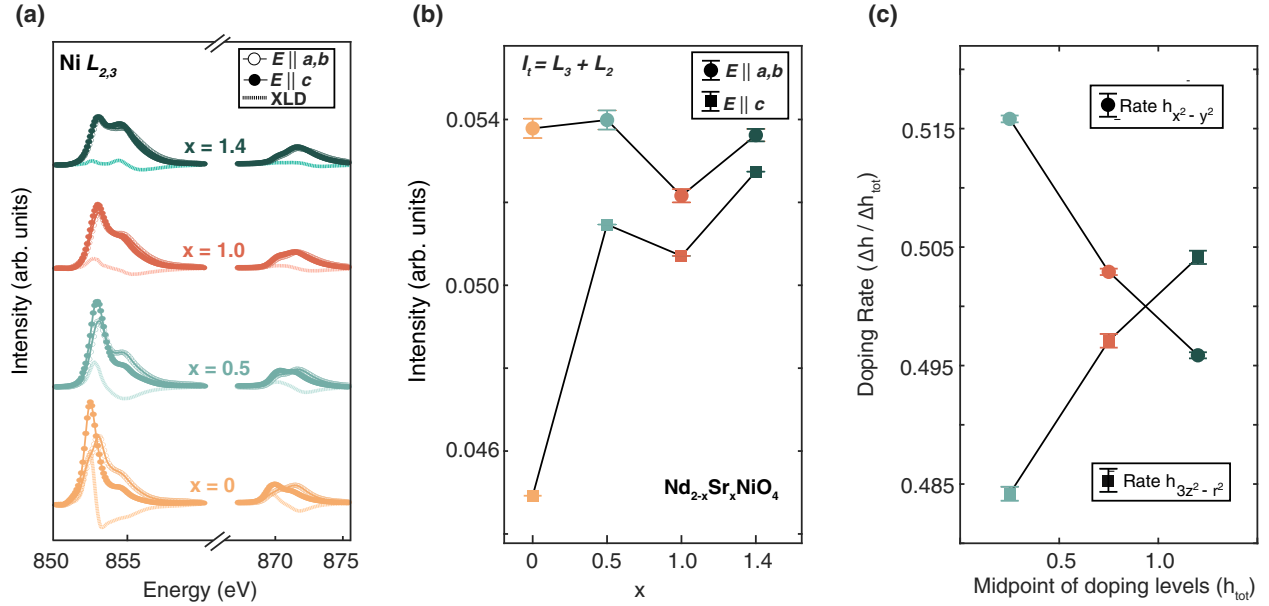 (a)
Ni L2,3
E || a,b
E || c
XLD
x = 1.4
x = 1.0
x = 0.5
x = 0
Intensity (arb. units)
850
855
870
875
Energy (eV)
(b)
It = L3 + L2
E || a,b
E || c
0.054
0.050
0.046
Intensity (arb. units)
Nd2-xSrxNiO4
0
0.5
1.0
1.4
x
(c)
Rate hx² - y²
0.515
0.505
0.495
0.485
Doping Rate (Δh / Δhtot)
Rate h3z² - r²
0.5
1.0
Midpoint of doping levels (htot)